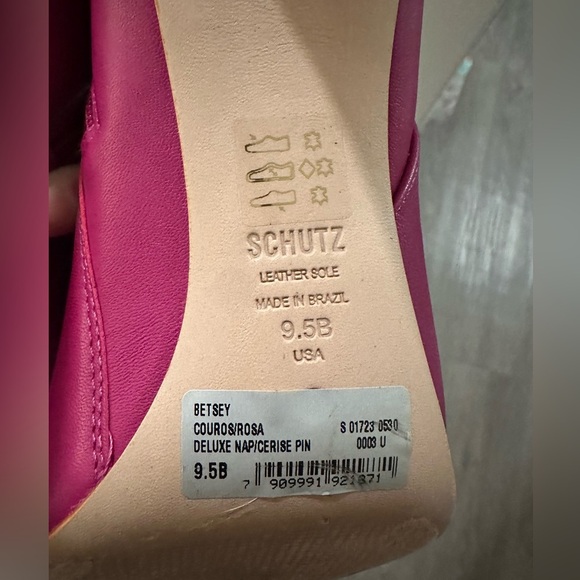 SCHUTZ
LEATHER SOLE
MADE IN BRAZIL
9.5B
USA
BETSEY
COUROS/ROSA S 01723 0530
DELUXE NAP/CERISE PIN 0003 U
9.5B
7 909991